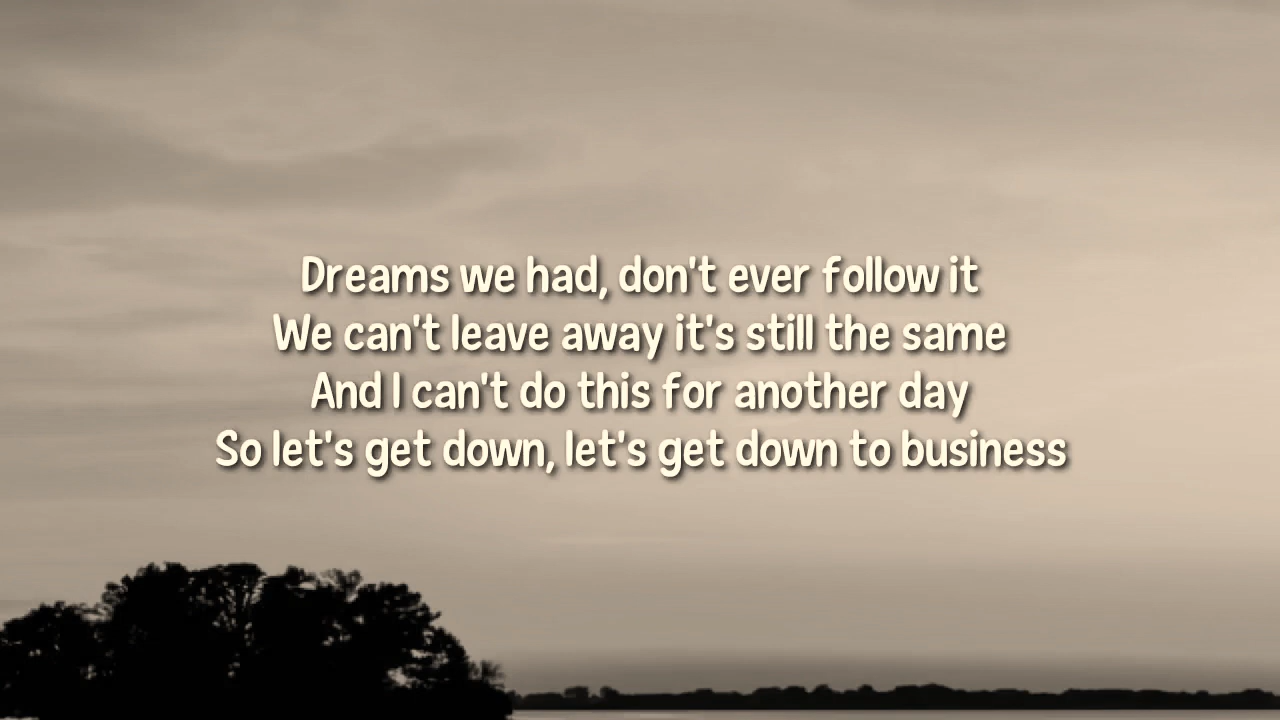 Dreams we had, don't ever follow it
We can't leave away it's still the same
And I can't do this for another day
So let's get down, let's get down to business